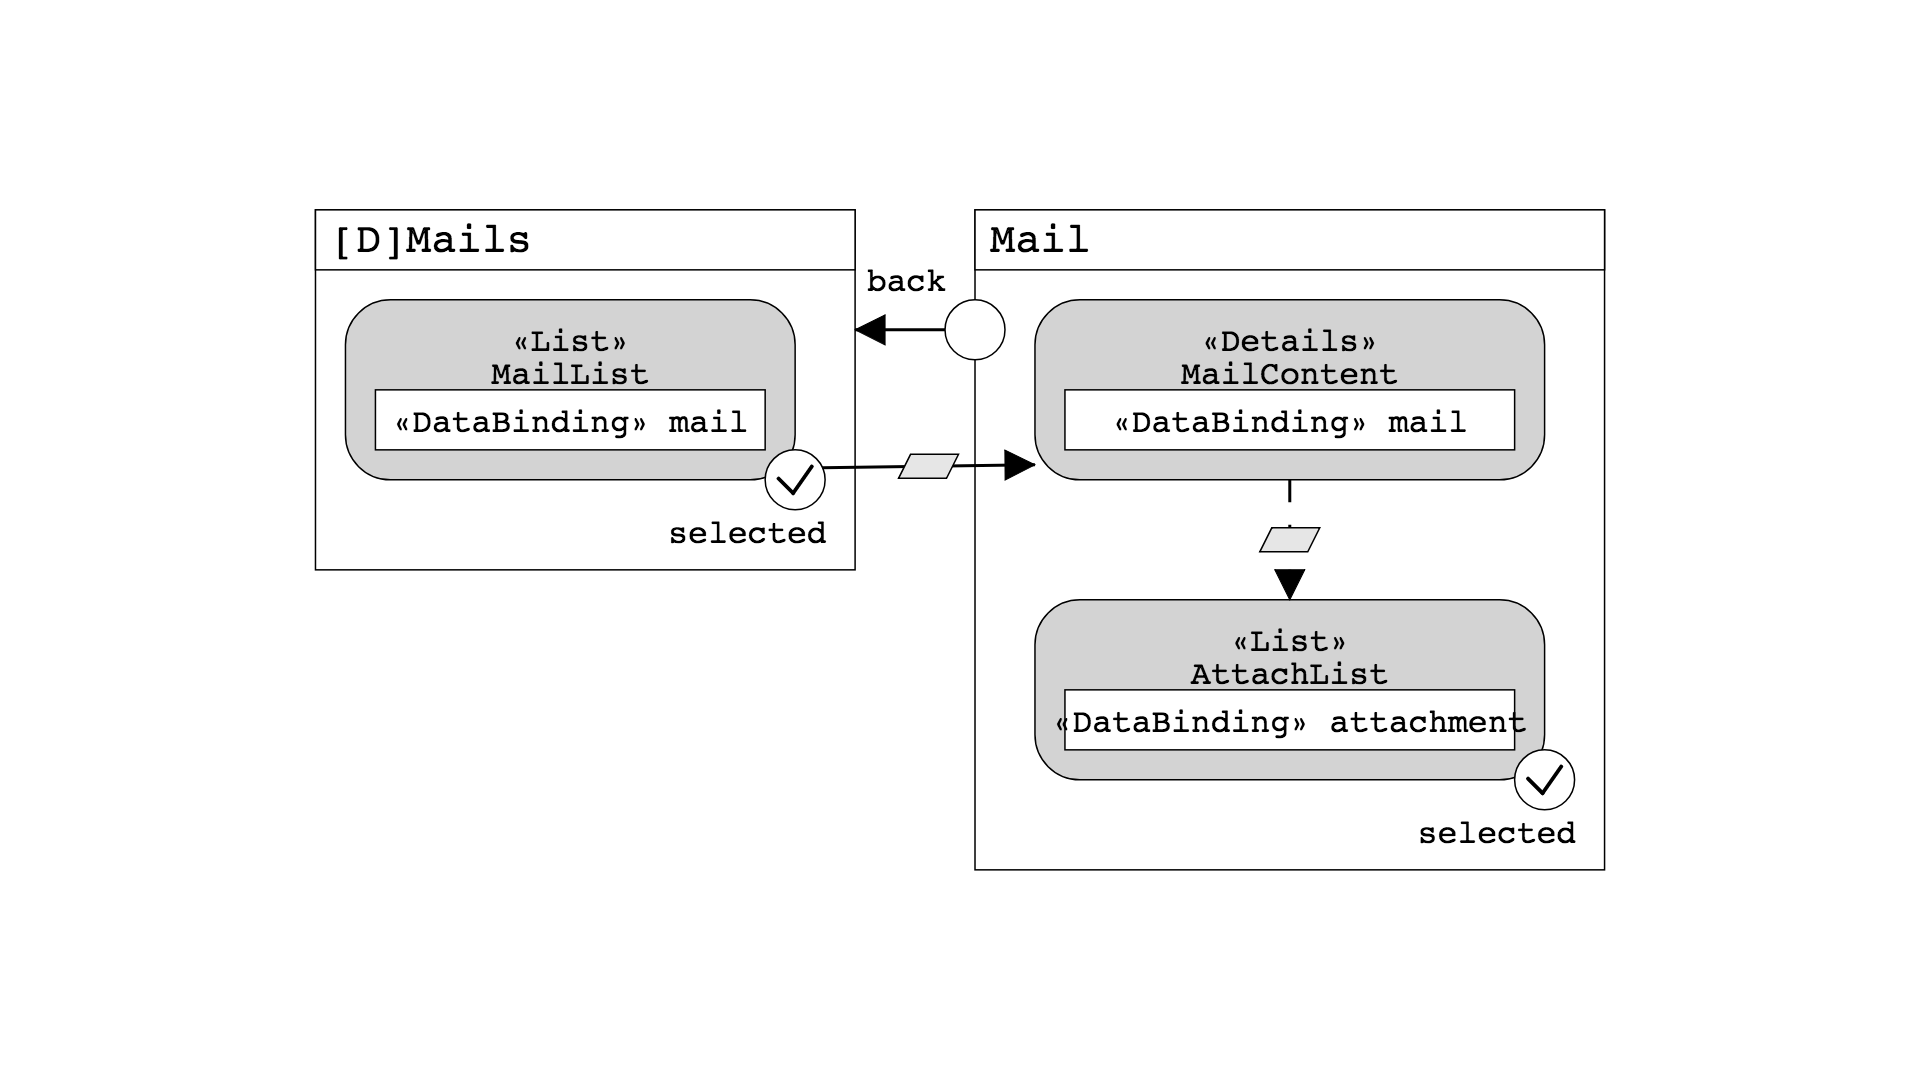 [D]Mails
«List»
MailList
«DataBinding» mail
selected
back
Mail
«Details»
MailContent
«DataBinding» mail
«List»
AttachList
«DataBinding» attachment
selected